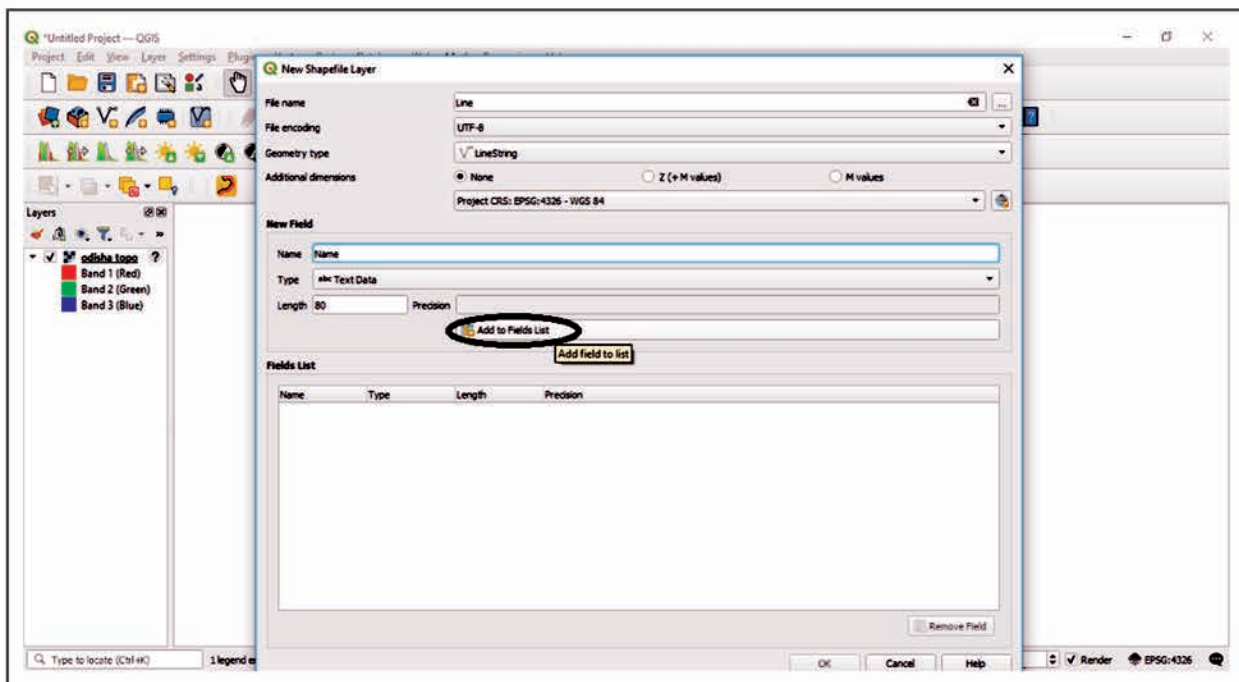 *Untitled Project — QGIS
Project Edit View Layer Settings Plugi
New Shapefile Layer
File name Line ...
File encoding UTF-8
Geometry type LineString
Additional dimensions None Z (+ M values) M values
Project CRS: EPSG:4326 - WGS 84
New Field
Name Name
Type abc Text Data
Length 80 Precision
Add to Fields List
Add field to list
Fields List
Name Type Length Precision
Remove Field
OK Cancel Help
Layers
odisha topo ?
Band 1 (Red)
Band 2 (Green)
Band 3 (Blue)
Type to locate (Ctrl+K) 1 legend e Render EPSG:4326